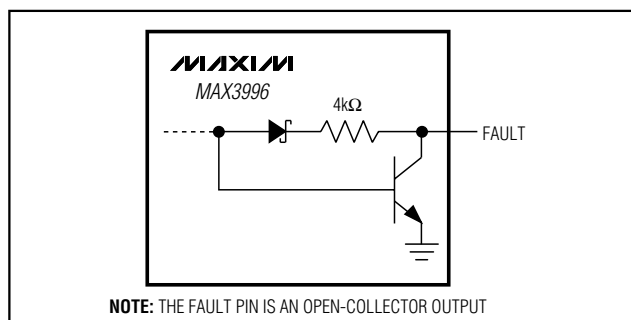 MAXIM
MAX3996
4kΩ
FAULT
NOTE: THE FAULT PIN IS AN OPEN-COLLECTOR OUTPUT